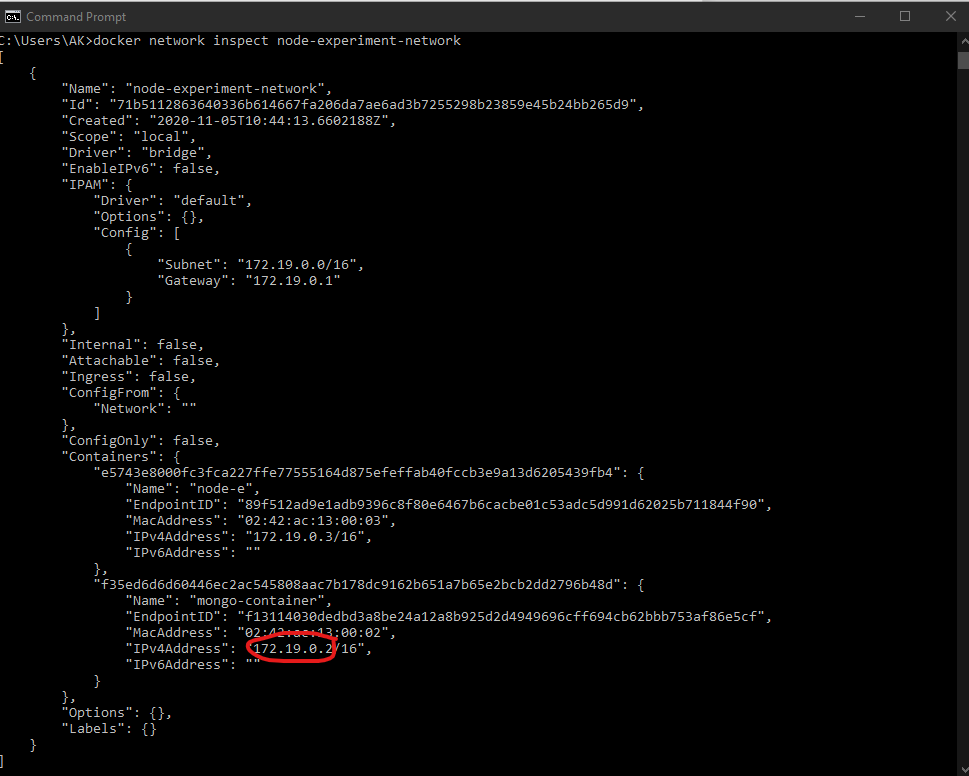 Command Prompt
C:\Users\AK>docker network inspect node-experiment-network
[
    {
        "Name": "node-experiment-network",
        "Id": "71b5112863640336b614667fa206da7ae6ad3b7255298b23859e45b24bb265d9",
        "Created": "2020-11-05T10:44:13.6602188Z",
        "Scope": "local",
        "Driver": "bridge",
        "EnableIPv6": false,
        "IPAM": {
            "Driver": "default",
            "Options": {},
            "Config": [
                {
                    "Subnet": "172.19.0.0/16",
                    "Gateway": "172.19.0.1"
                }
            ]
        },
        "Internal": false,
        "Attachable": false,
        "Ingress": false,
        "ConfigFrom": {
            "Network": ""
        },
        "ConfigOnly": false,
        "Containers": {
            "e5743e8000fc3fca227ffe77555164d875efeffab40fccb3e9a13d6205439fb4": {
                "Name": "node-e",
                "EndpointID": "89f512ad9e1adb9396c8f80e6467b6cacbe01c53adc5d991d62025b711844f90",
                "MacAddress": "02:42:ac:13:00:03",
                "IPv4Address": "172.19.0.3/16",
                "IPv6Address": ""
            },
            "f35ed6d6d60446ec2ac545808aac7b178dc9162b651a7b65e2bcb2dd2796b48d": {
                "Name": "mongo-container",
                "EndpointID": "f13114030dedbd3a8be24a12a8b925d2d4949696cff694cb62bbb753af86e5cf",
                "MacAddress": "02:42:ac:13:00:02",
                "IPv4Address": "172.19.0.2/16",
                "IPv6Address": ""
            }
        },
        "Options": {},
        "Labels": {}
    }
]